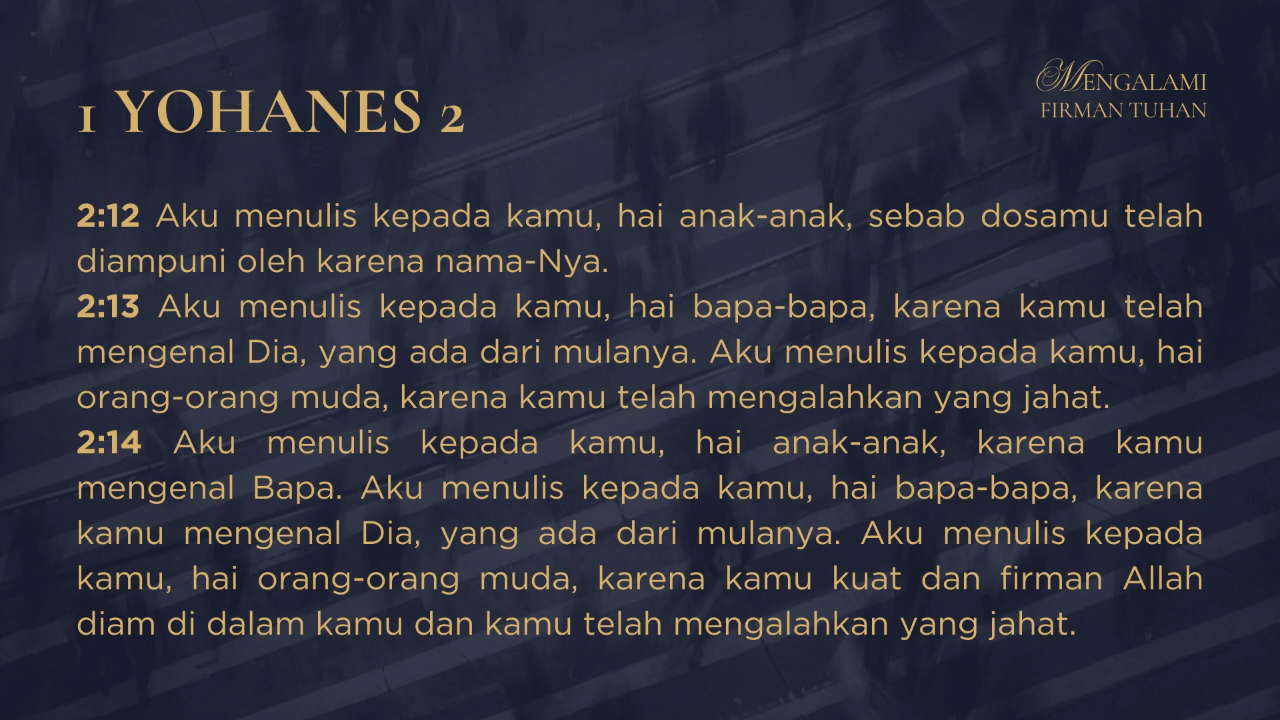 1 YOHANES 2
MENGALAMI
FIRMAN TUHAN
2:12 Aku menulis kepada kamu, hai anak-anak, sebab dosamu telah
diampuni oleh karena nama-Nya.
2:13 Aku menulis kepada kamu, hai bapa-bapa, karena kamu telah
mengenal Dia, yang ada dari mulanya. Aku menulis kepada kamu, hai
orang-orang muda, karena kamu telah mengalahkan yang jahat.
2:14 Aku menulis kepada kamu, hai anak-anak, karena kamu
mengenal Bapa. Aku menulis kepada kamu, hai bapa-bapa, karena
kamu mengenal Dia, yang ada dari mulanya. Aku menulis kepada
kamu, hai orang-orang muda, karena kamu kuat dan firman Allah
diam di dalam kamu dan kamu telah mengalahkan yang jahat.